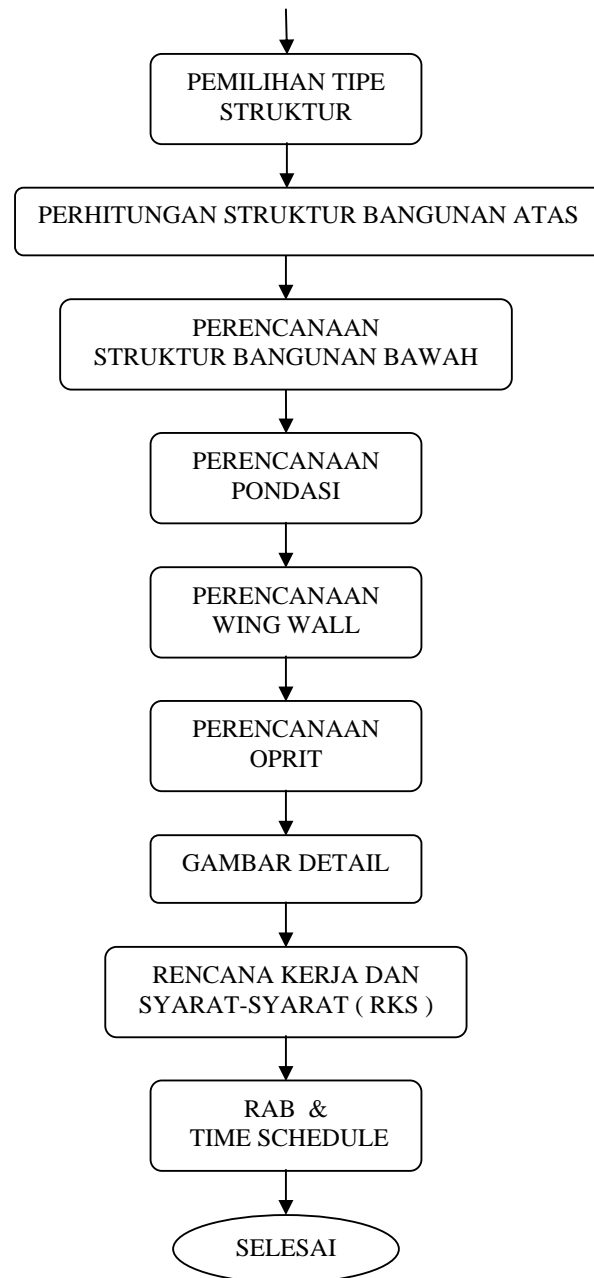 PEMILIHAN TIPE
STRUKTUR
PERHITUNGAN STRUKTUR BANGUNAN ATAS
PERENCANAAN
STRUKTUR BANGUNAN BAWAH
PERENCANAAN
PONDASI
PERENCANAAN
WING WALL
PERENCANAAN
OPRIT
GAMBAR DETAIL
RENCANA KERJA DAN
SYARAT-SYARAT ( RKS )
RAB &
TIME SCHEDULE
SELESAI